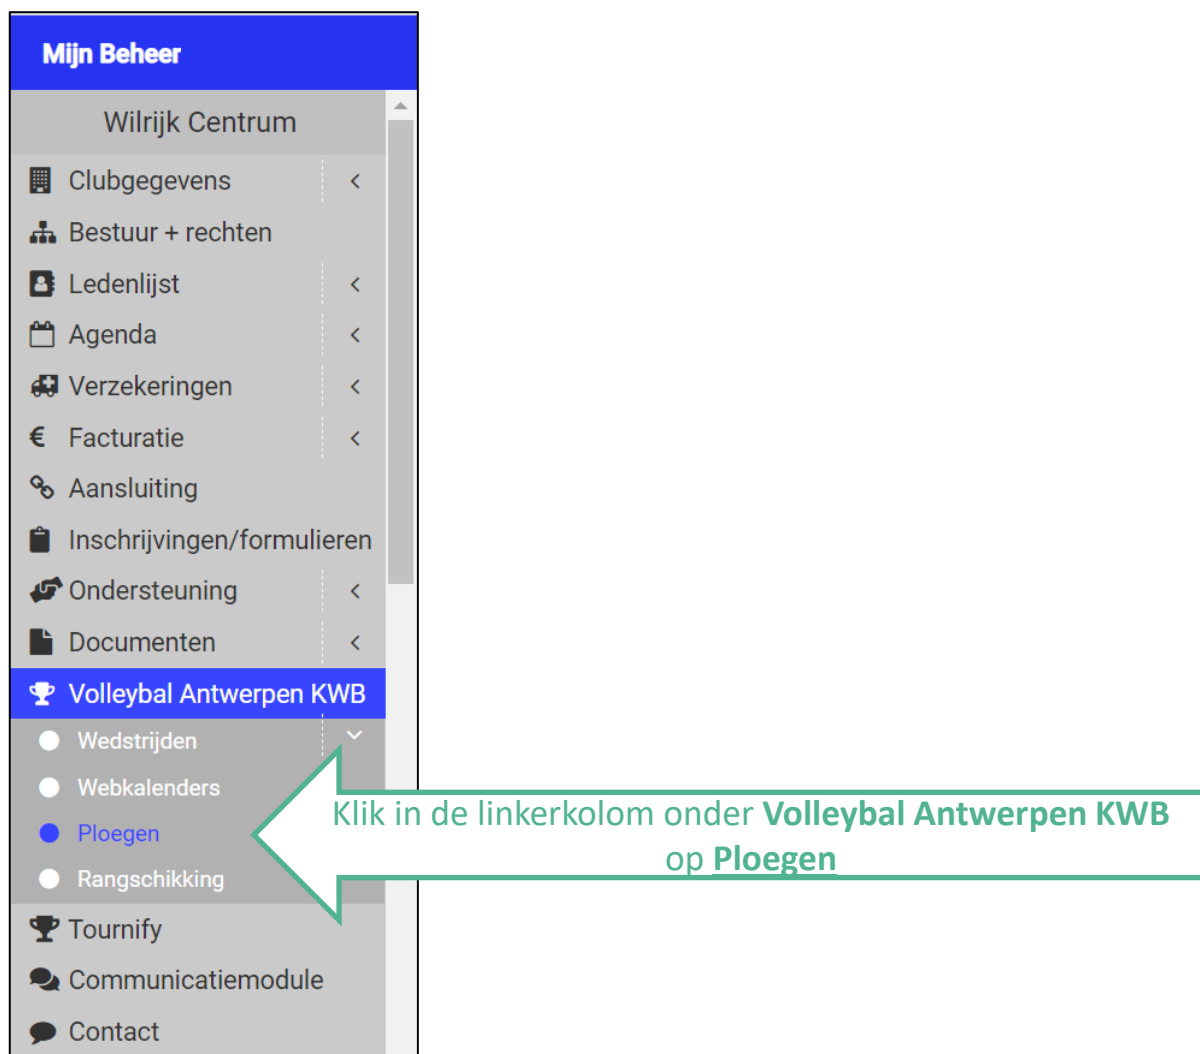 Mijn Beheer
Wilrijk Centrum
Clubgegevens
Bestuur + rechten
Ledenlijst
Agenda
Verzekeringen
€ Facturatie
Aansluiting
Inschrijvingen/formulieren
Ondersteuning
Documenten
Volleybal Antwerpen KWB
Wedstrijden
Webkalenders
Ploegen
Rangschikking
Tournify
Communicatiemodule
Contact
Klik in de linkerkolom onder Volleybal Antwerpen KWB
op Ploegen